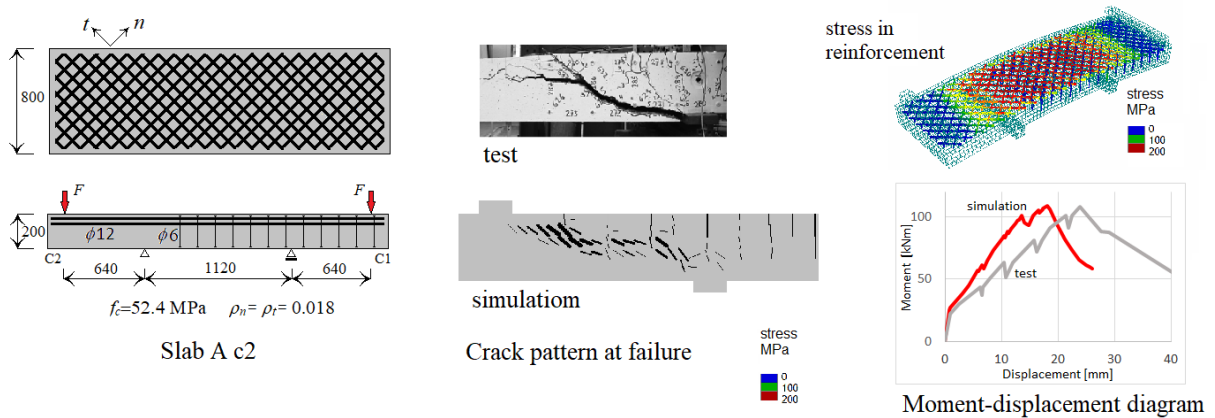 t
n
800
F
F
200
ϕ12
ϕ6
C2
C1
640
1120
640
fc=52.4 MPa ρn= ρt= 0.018
Slab A c2
test
simulatiom
Crack pattern at failure
stress
MPa
0
100
200
stress in
reinforcement
stress
MPa
0
100
200
Moment [kNm]
100
50
0
simulation
test
0
10
20
30
40
Displacement [mm]
Moment-displacement diagram